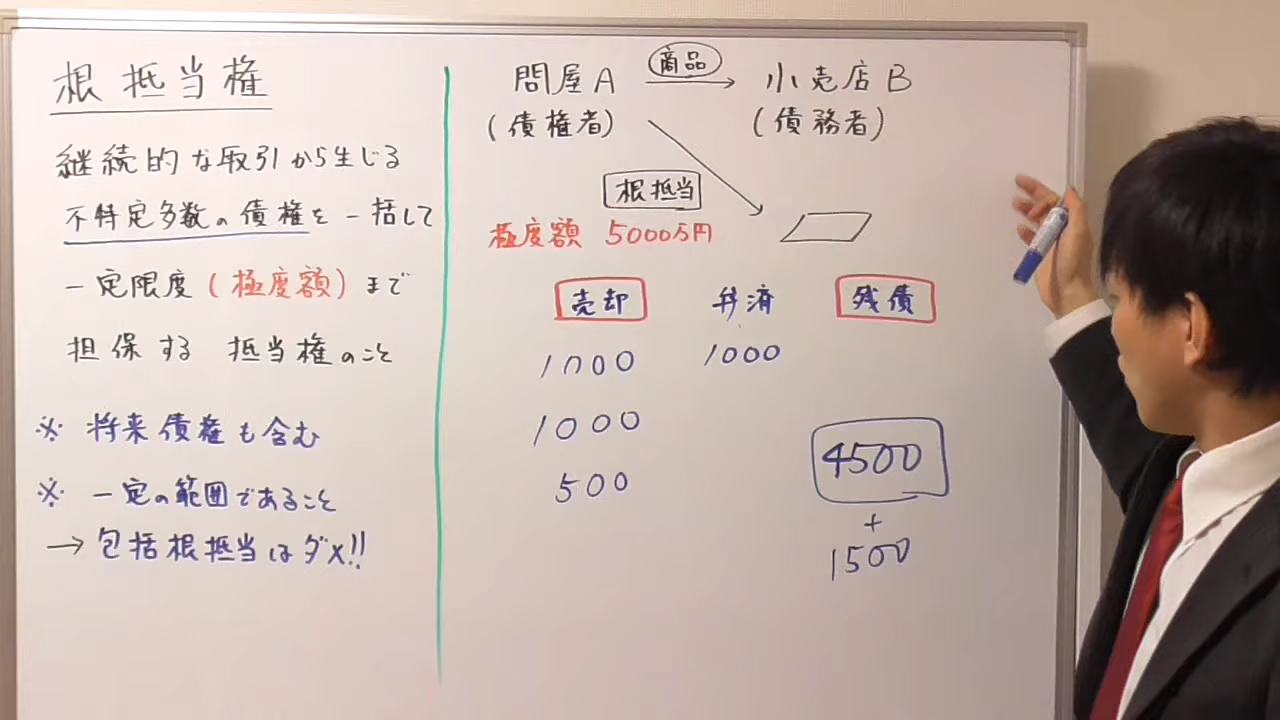 根抵当権
継続的な取引から生じる
不特定多数の債権を一括して
一定限度(極度額)まで
担保する 抵当権のこと
※ 将来債権も含む
※ 一定の範囲であること
→ 包括根抵当はダメ!!
問屋A 商品 → 小売店B
(債権者) (債務者)
根抵当
極度額 5000万円
売却 弁済 残債
1000 1000
1000
500
4500
+
1500